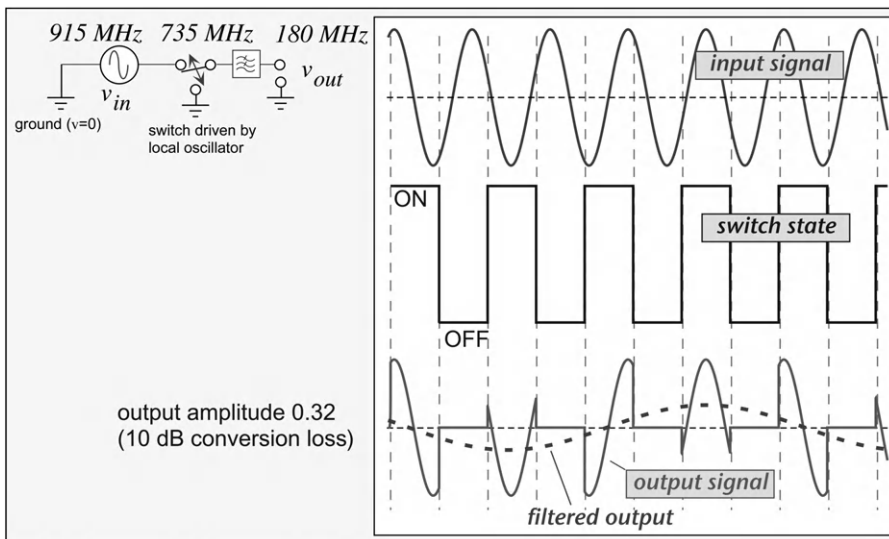 915 MHz 735 MHz 180 MHz
v_in
v_out
ground (v=0)
switch driven by
local oscillator
output amplitude 0.32
(10 dB conversion loss)
input signal
ON
switch state
OFF
output signal
filtered output